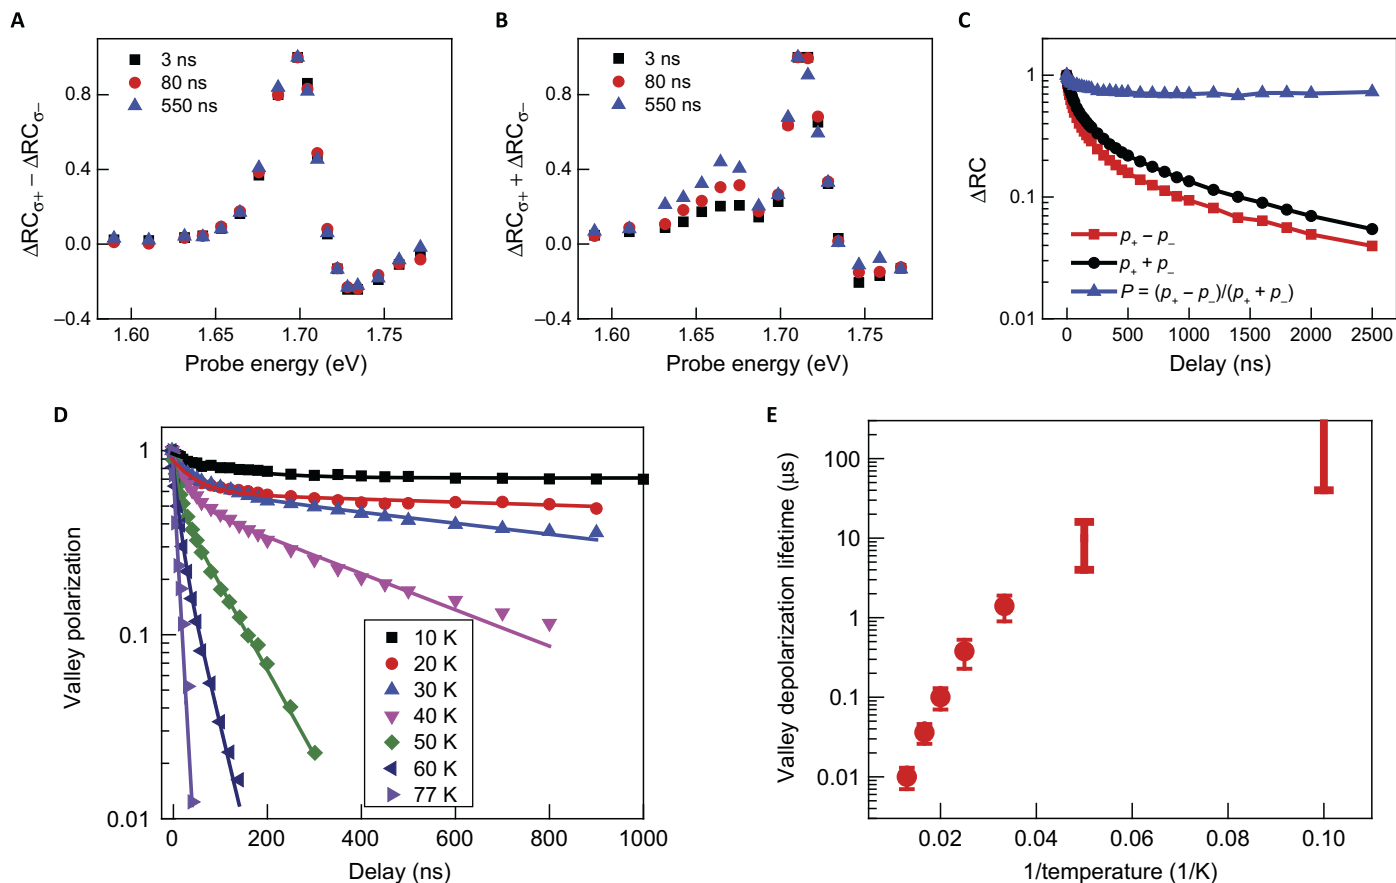 A
3 ns
80 ns
550 ns
0.8
0.4
0.0
−0.4
1.60
1.65
1.70
1.75
Probe energy (eV)
ΔRCσ+ − ΔRCσ−
B
3 ns
80 ns
550 ns
0.8
0.4
0.0
−0.4
1.60
1.65
1.70
1.75
Probe energy (eV)
ΔRCσ+ + ΔRCσ−
C
1
0.1
0.01
p+ − p−
p+ + p−
P = (p+ − p−)/(p+ + p−)
0
500
1000
1500
2000
2500
Delay (ns)
ΔRC
D
1
0.1
0.01
10 K
20 K
30 K
40 K
50 K
60 K
77 K
0
200
400
600
800
1000
Delay (ns)
Valley polarization
E
100
10
1
0.1
0.01
0.02
0.04
0.06
0.08
0.10
1/temperature (1/K)
Valley depolarization lifetime (μs)